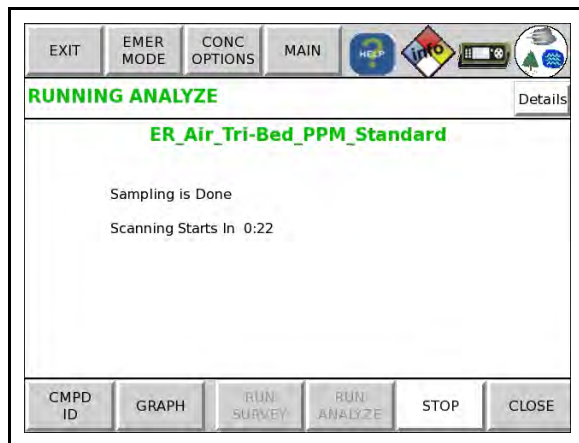 EXIT
EMER
MODE
CONC
OPTIONS
MAIN
HELP
info
RUNNING ANALYZE
Details
ER_Air_Tri-Bed_PPM_Standard
Sampling is Done
Scanning Starts In 0:22
CMPD
ID
GRAPH
RUN
SURVEY
RUN
ANALYZE
STOP
CLOSE